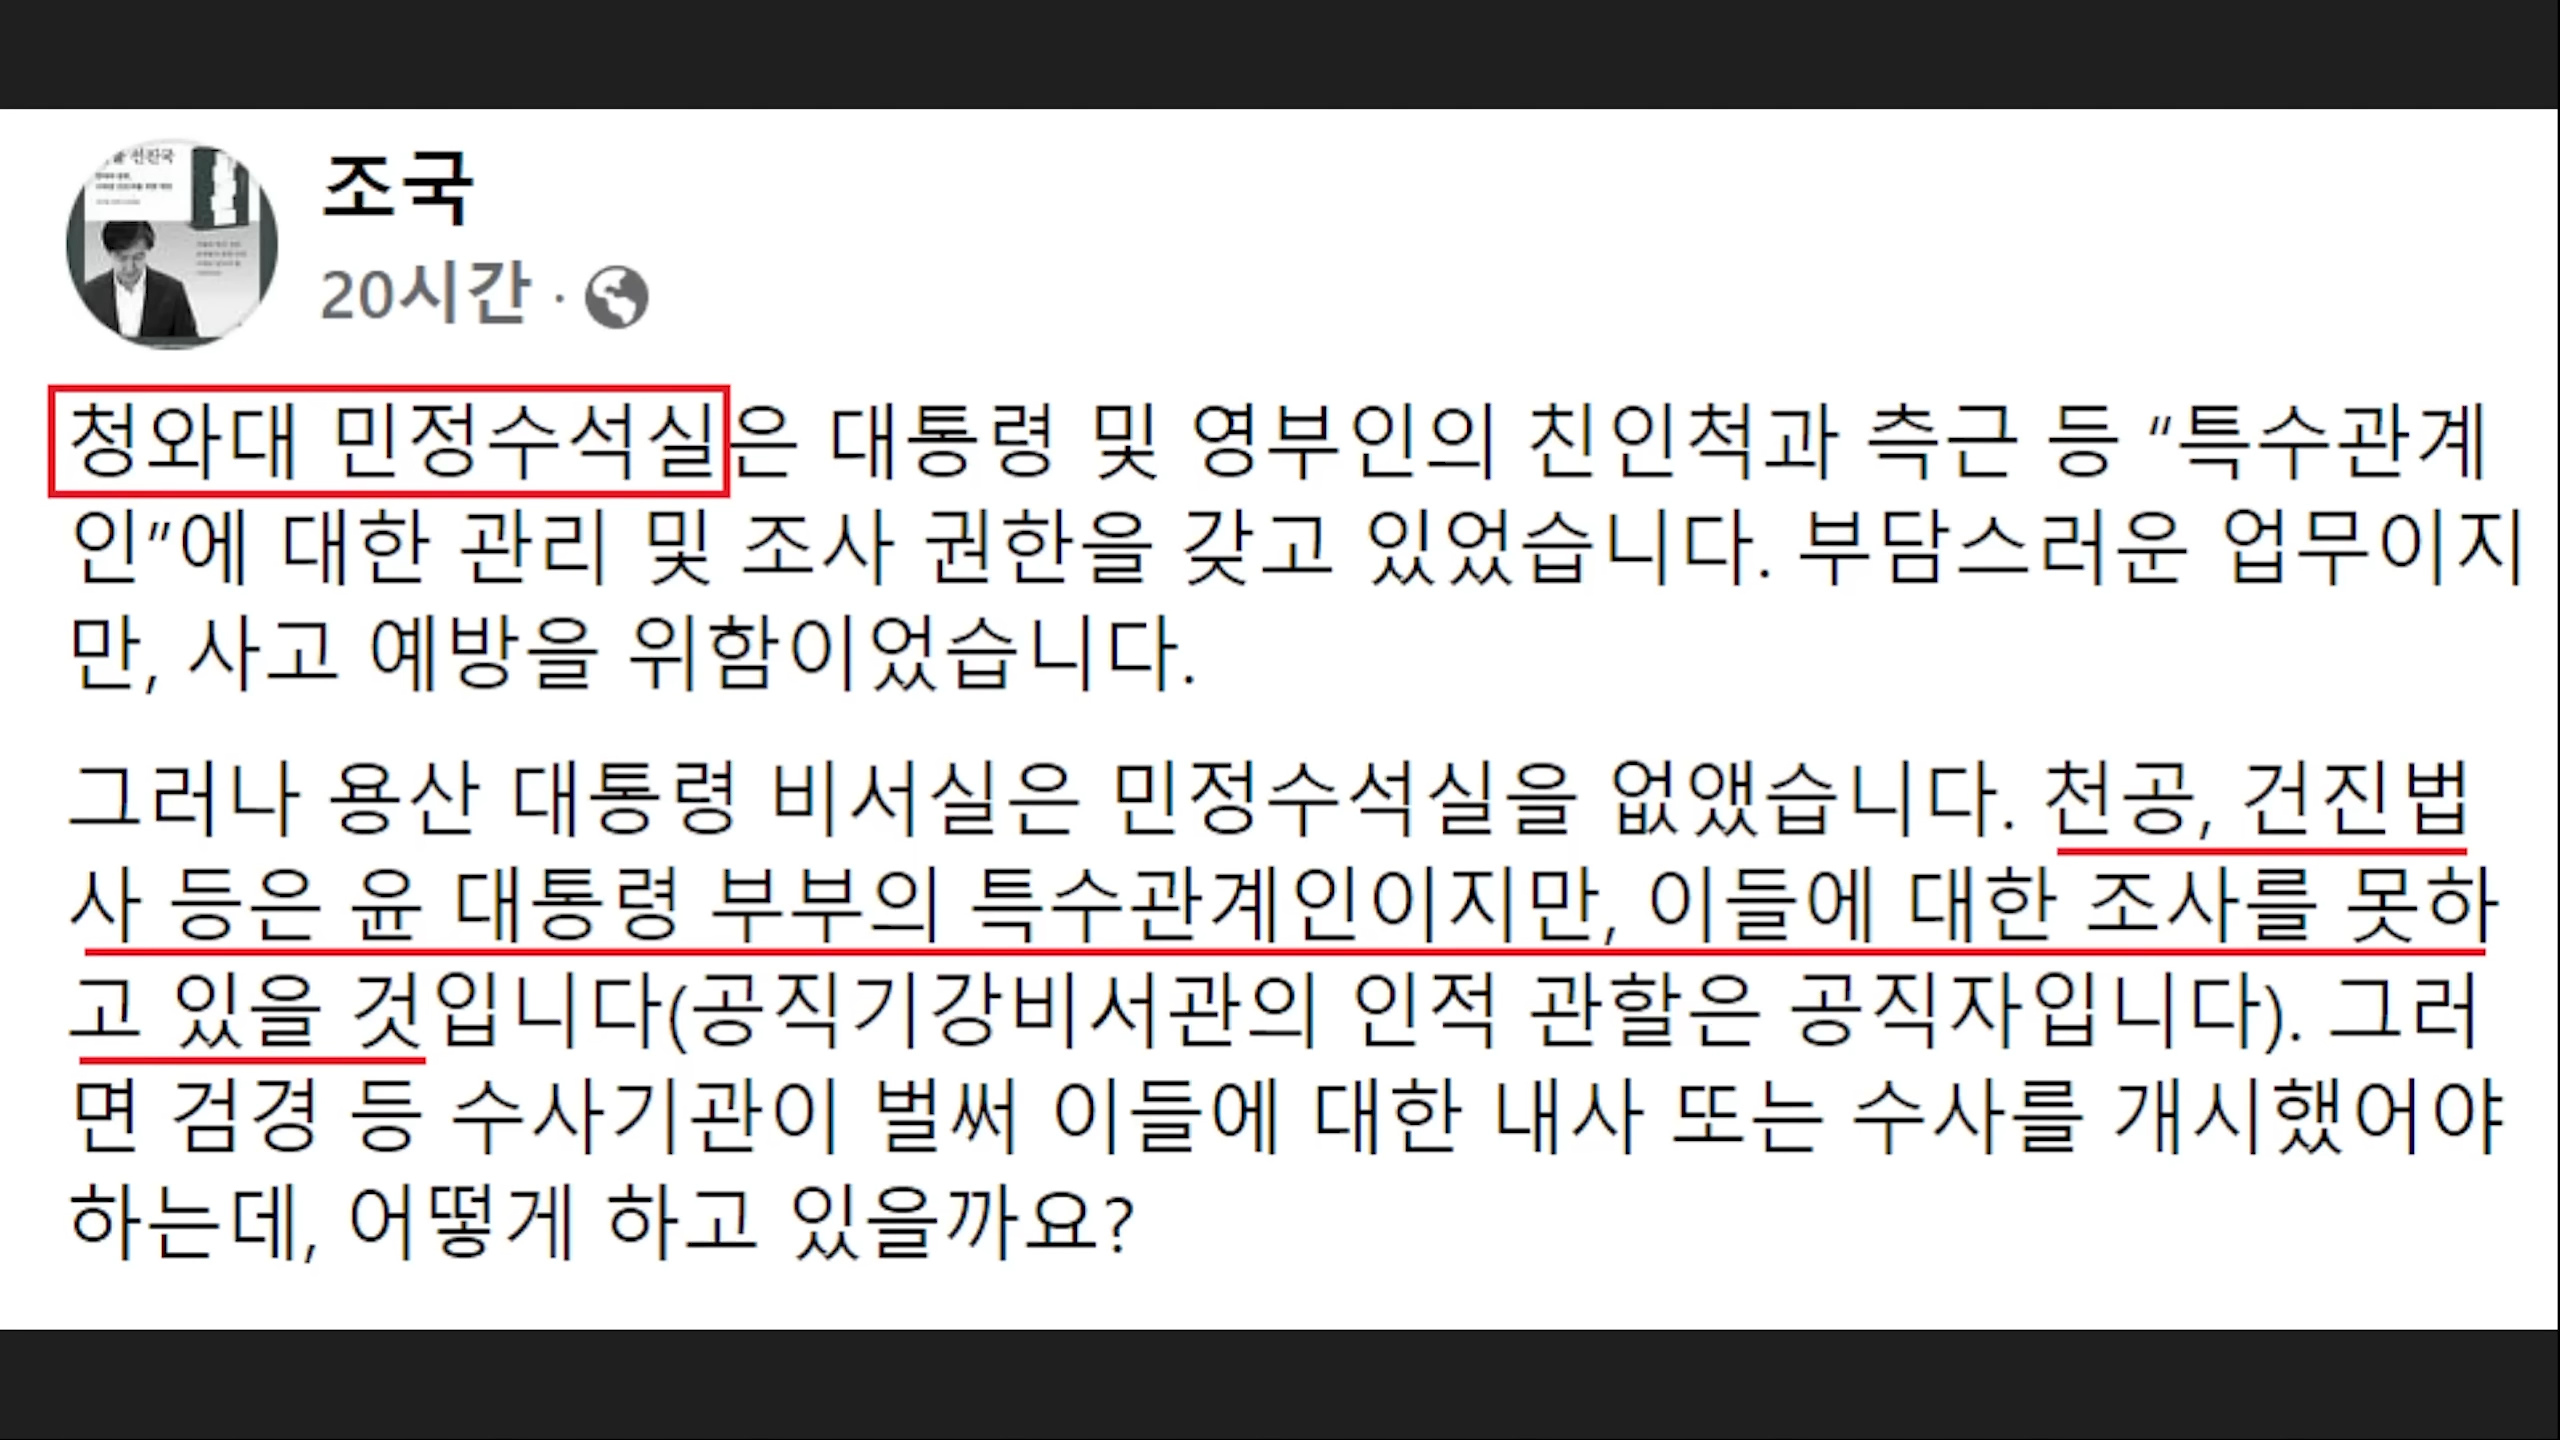 조국
20시간 ·
청와대 민정수석실은 대통령 및 영부인의 친인척과 측근 등 “특수관계
인”에 대한 관리 및 조사 권한을 갖고 있었습니다. 부담스러운 업무이지
만, 사고 예방을 위함이었습니다.
그러나 용산 대통령 비서실은 민정수석실을 없앴습니다. 천공, 건진법
사 등은 윤 대통령 부부의 특수관계인이지만, 이들에 대한 조사를 못하
고 있을 것입니다(공직기강비서관의 인적 관할은 공직자입니다). 그러
면 검경 등 수사기관이 벌써 이들에 대한 내사 또는 수사를 개시했어야
하는데, 어떻게 하고 있을까요?